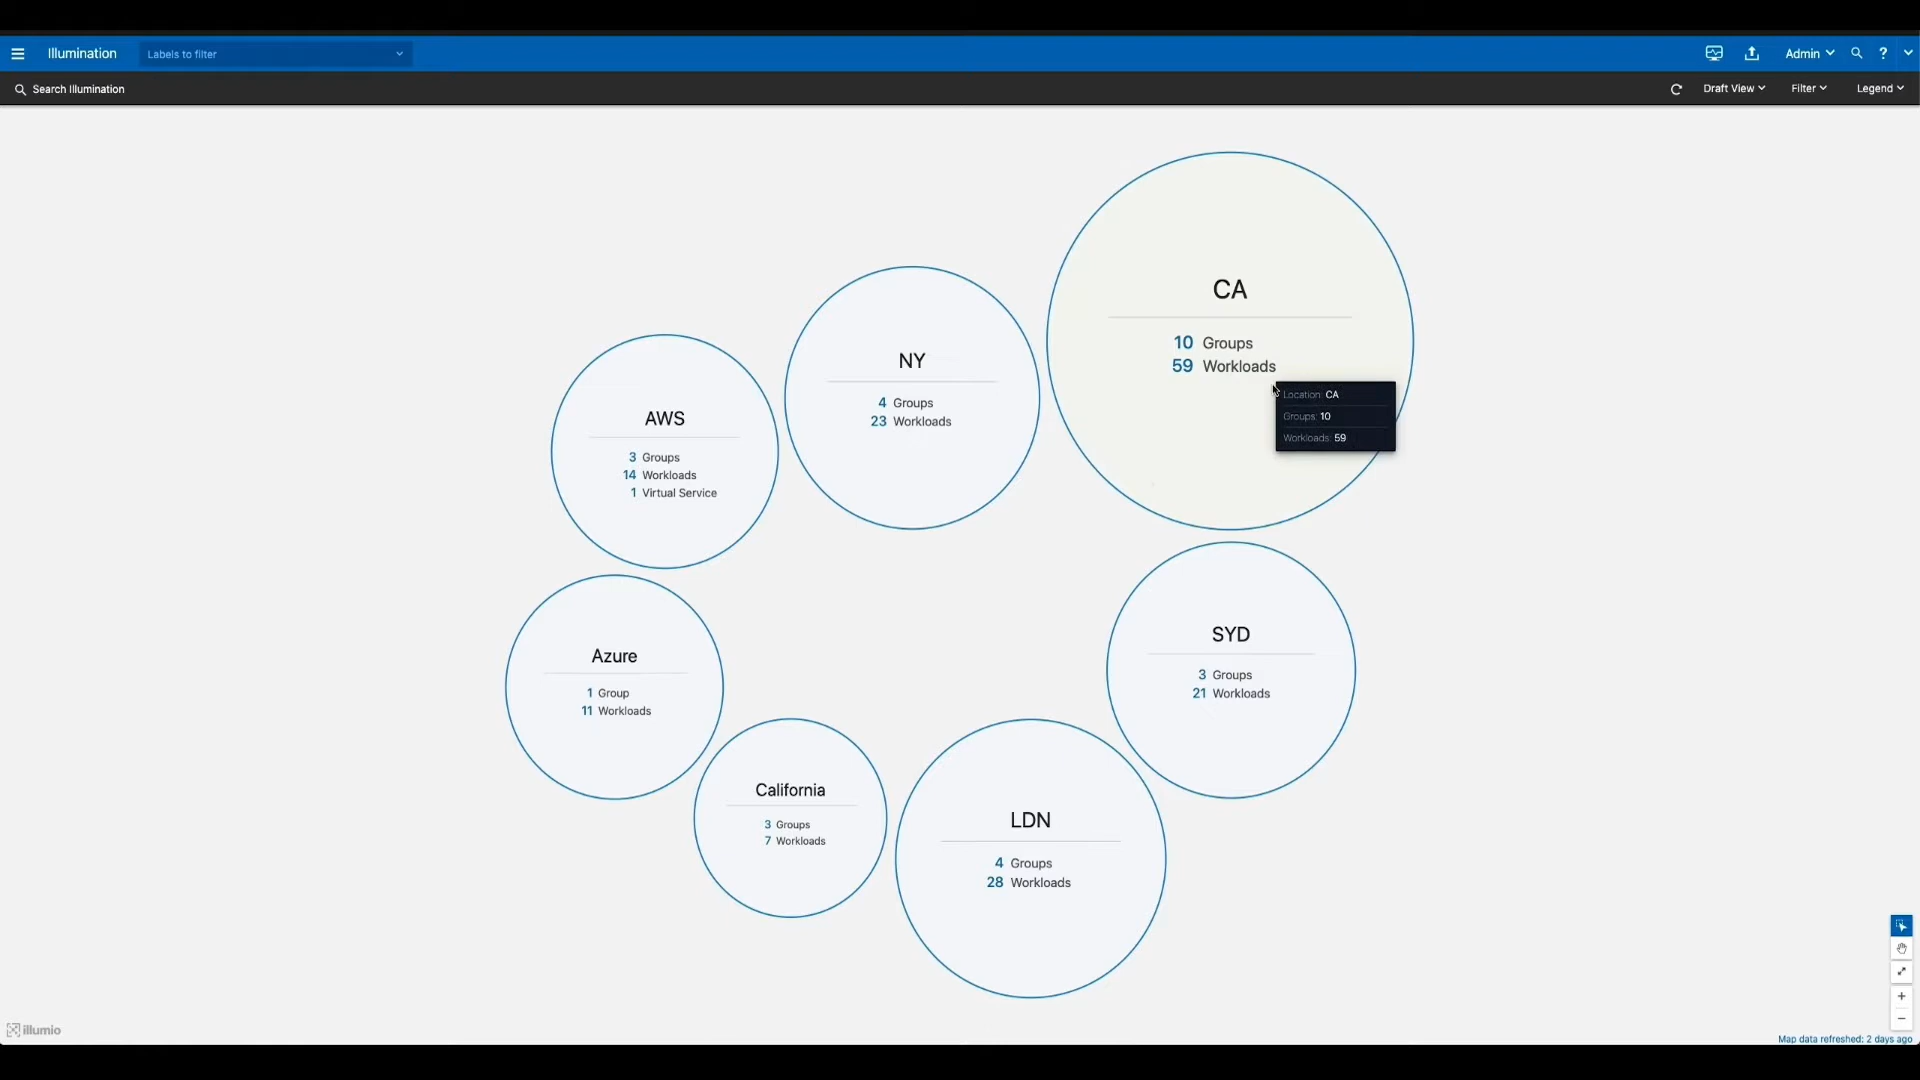 Illumination
Labels to filter
Admin
?
Search Illumination
Draft View
Filter
Legend
CA
10 Groups
59 Workloads
Location: CA
Groups: 10
Workloads: 59
NY
4 Groups
23 Workloads
AWS
3 Groups
14 Workloads
1 Virtual Service
SYD
3 Groups
21 Workloads
Azure
1 Group
11 Workloads
California
3 Groups
7 Workloads
LDN
4 Groups
28 Workloads
+
−
illumio
Map data refreshed: 2 days ago